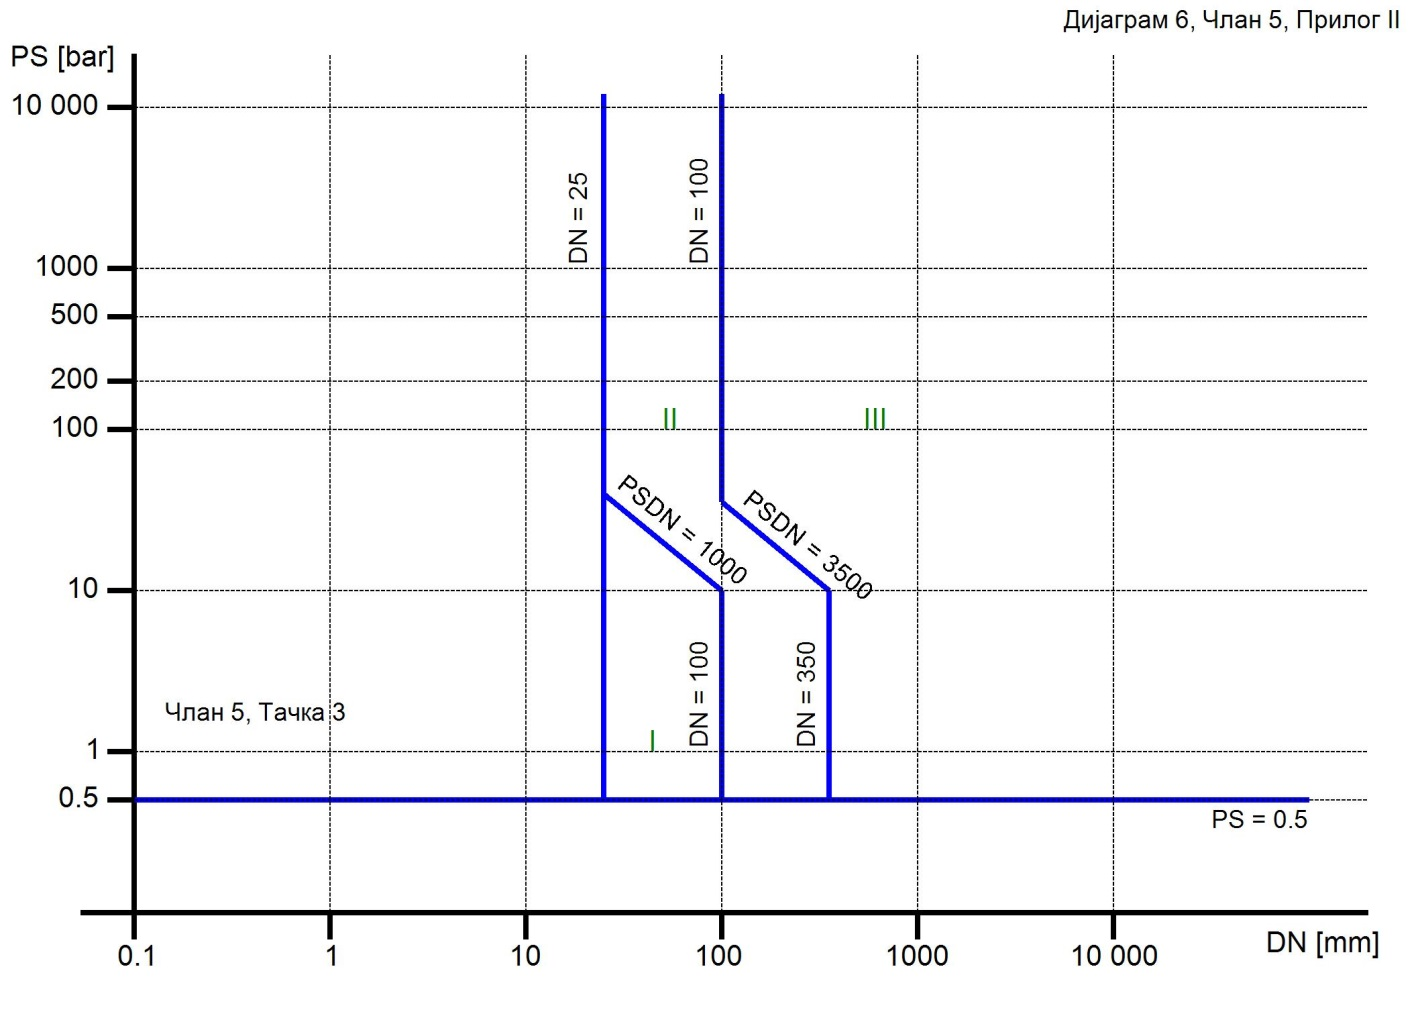 Дијаграм 6, Члан 5, Прилог II
PS [bar]
10 000
1000
500
200
100
10
1
0.5
DN = 25
DN = 100
II
III
PSDN = 1000
PSDN = 3500
DN = 100
DN = 350
Члан 5, Тачка 3
I
PS = 0.5
0.1
1
10
100
1000
10 000
DN [mm]